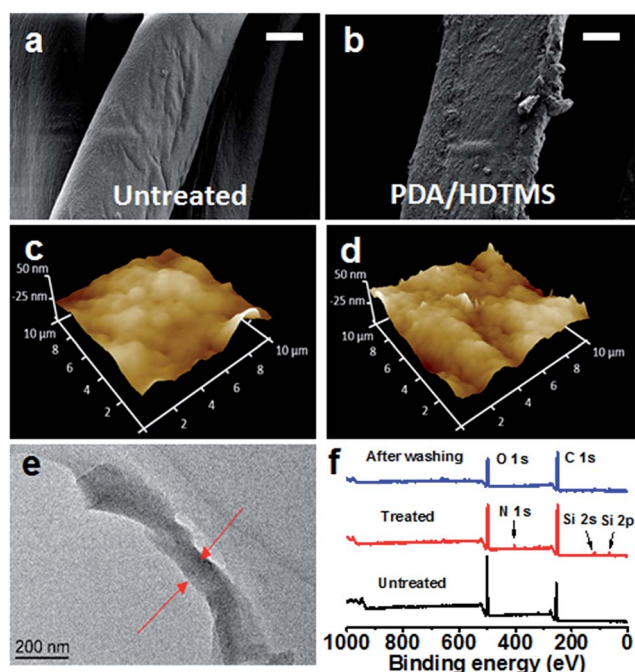 a
Untreated
b
PDA/HDTMS
c
50 nm
-25 nm
10 µm
8
6
4
2
2
4
6
8
10 µm
d
50 nm
-25 nm
10 µm
8
6
4
2
2
4
6
8
10 µm
e
200 nm
f
After washing
O 1s
C 1s
Treated
N 1s
Si 2s
Si 2p
Untreated
1000 800 600 400 200 0
Binding energy (eV)